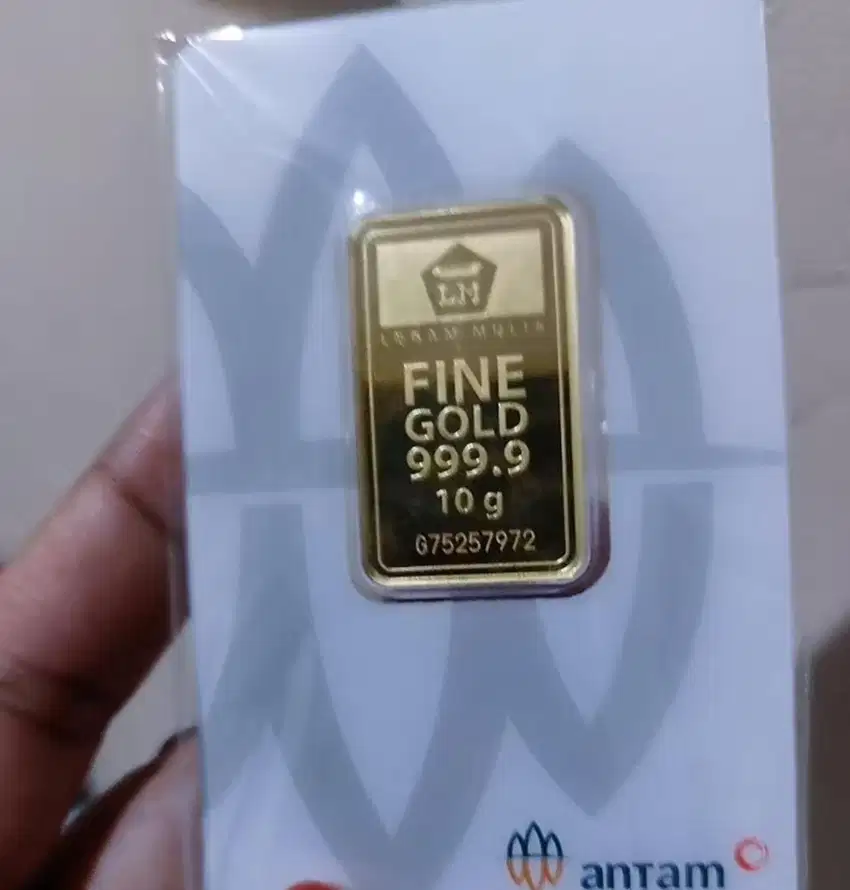 LM
LOGAM MULIA
FINE
GOLD
999.9
10 g
G75257972
antam